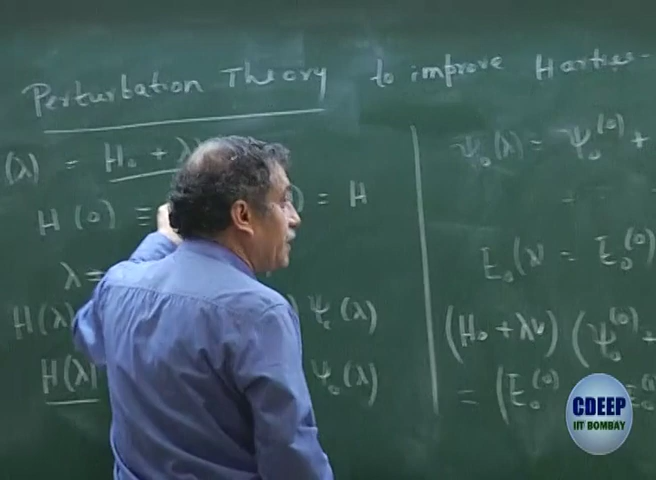 Perturbation Theory to improve Hartree-
(λ) = H₀ + λ
H(0) ≡ ) = H
λ =
H(λ) ) Ψ₀(λ)
H(λ) Ψ₀(λ)
Ψ₀(λ) = Ψ₀⁽⁰⁾ +
E₀(λ) = E₀⁽⁰⁾
(H₀ + λV) (Ψ₀⁽⁰⁾ +
= (E₀⁽⁰⁾ E₀
CDEEP
IIT BOMBAY